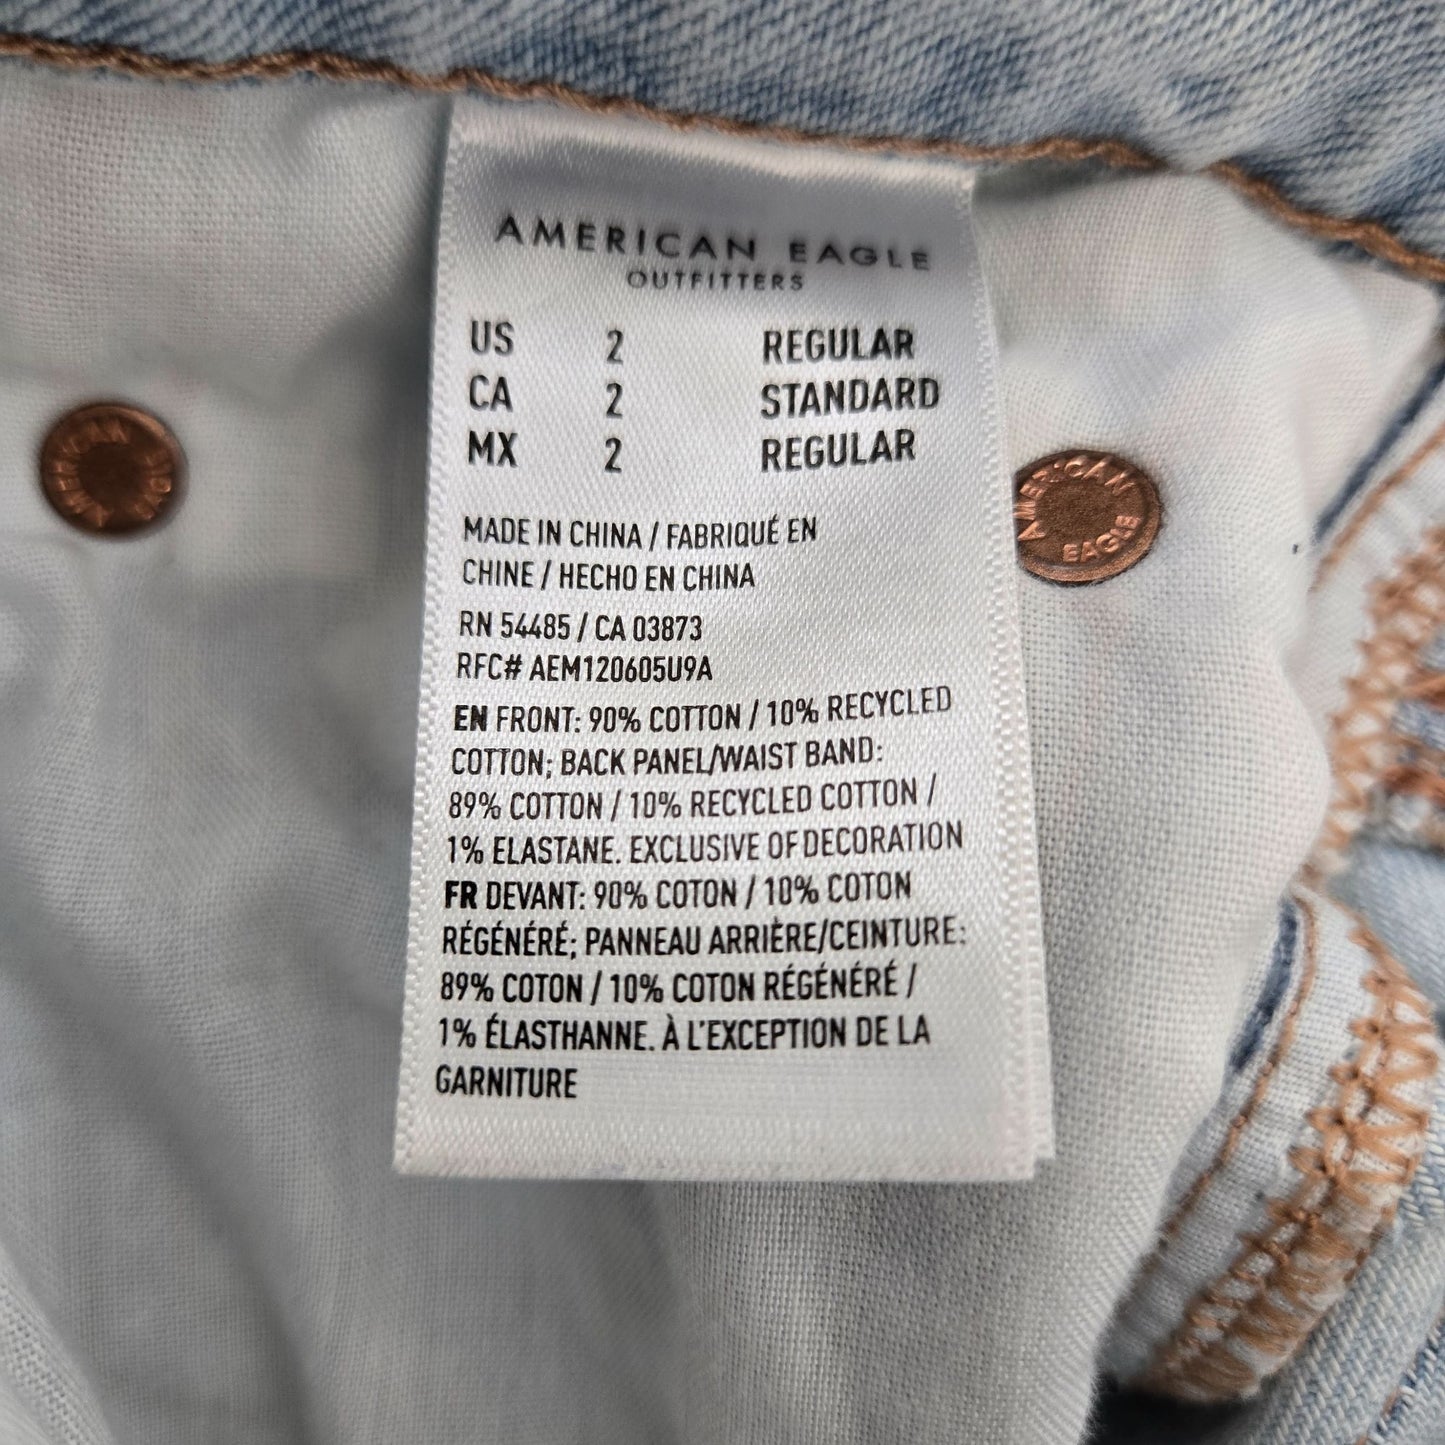 AMERICAN EAGLE
OUTFITTERS
US 2 REGULAR
CA 2 STANDARD
MX 2 REGULAR
MADE IN CHINA / FABRIQUÉ EN
CHINE / HECHO EN CHINA
RN 54485 / CA 03873
RFC# AEM120605U9A
EN FRONT: 90% COTTON / 10% RECYCLED
COTTON; BACK PANEL/WAIST BAND:
89% COTTON / 10% RECYCLED COTTON /
1% ELASTANE. EXCLUSIVE OF DECORATION
FR DEVANT: 90% COTON / 10% COTON
RÉGÉNÉRÉ; PANNEAU ARRIÈRE/CEINTURE:
89% COTON / 10% COTON RÉGÉNÉRÉ /
1% ÉLASTHANNE. À L'EXCEPTION DE LA
GARNITURE
AMERICAN EAGLE
AMERICAN EAGLE